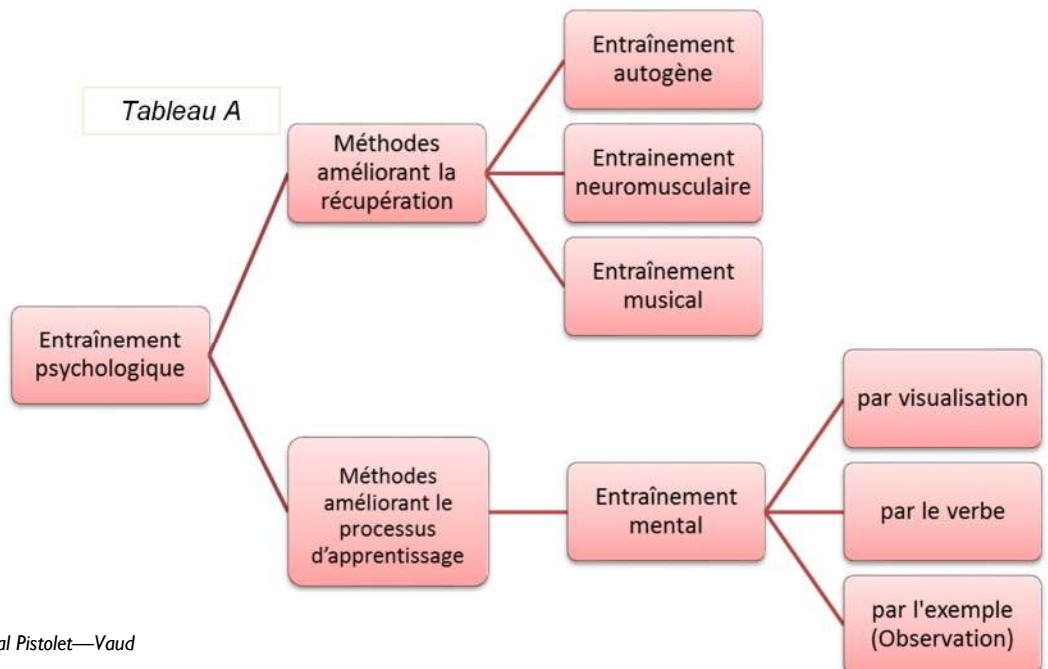 Tableau A
Entraînement
psychologique
Méthodes
améliorant la
récupération
Entraînement
autogène
Entrainement
neuromusculaire
Entraînement
musical
Méthodes
améliorant le
processus
d'apprentissage
Entraînement
mental
par visualisation
par le verbe
par l'exemple
(Observation)
al Pistolet—Vaud